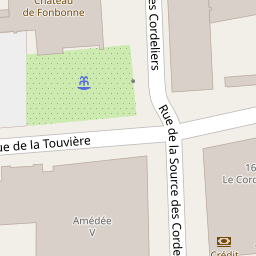 Château
de Fonbonne
des Cordeliers
ue de la Touvière
Rue de la Source des Corde
Amédée
V
16
Le Cord
Crédit